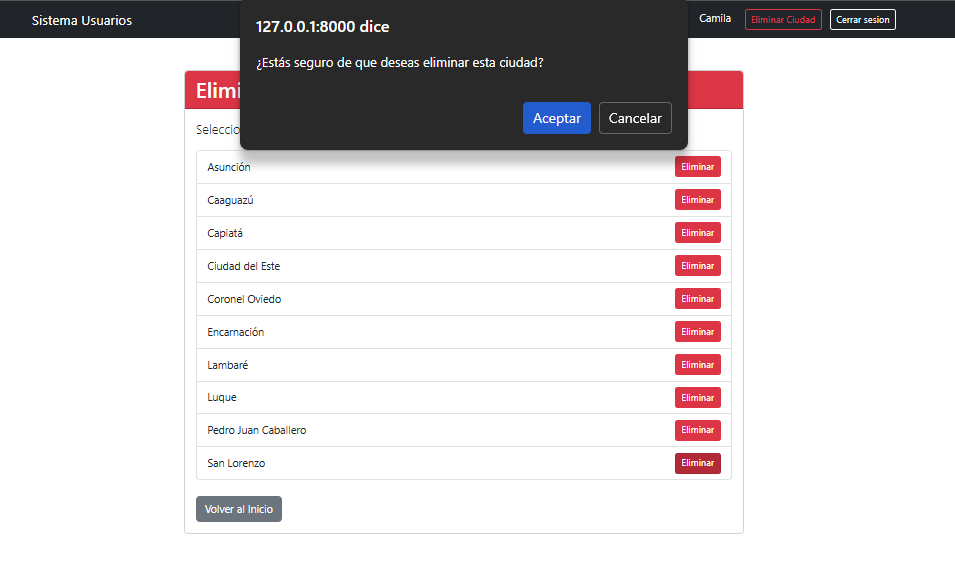 Sistema Usuarios
Camila
Eliminar Ciudad
Cerrar sesion
127.0.0.1:8000 dice
¿Estás seguro de que deseas eliminar esta ciudad?
Aceptar
Cancelar
Elimi
Seleccio
Asunción Eliminar
Caaguazú Eliminar
Capiatá Eliminar
Ciudad del Este Eliminar
Coronel Oviedo Eliminar
Encarnación Eliminar
Lambaré Eliminar
Luque Eliminar
Pedro Juan Caballero Eliminar
San Lorenzo Eliminar
Volver al Inicio